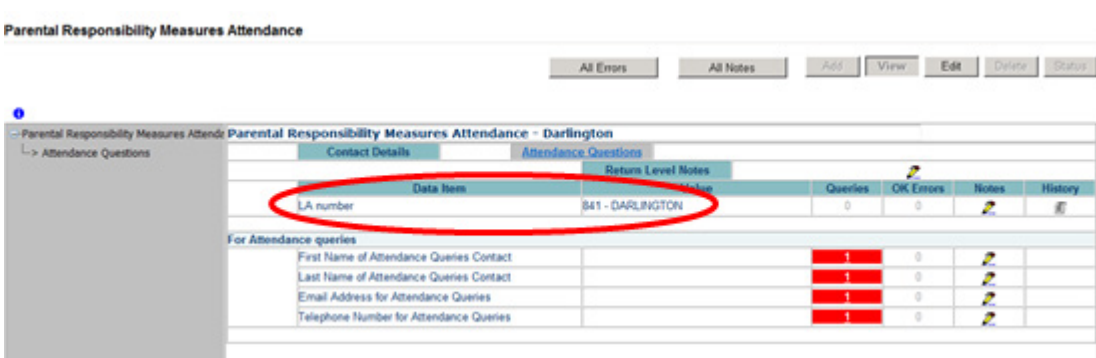 Parental Responsibility Measures Attendance
All Errors All Notes Add View Edit Delete Status
Parental Responsibility Measures Attenda Parental Responsibility Measures Attendance - Darlington
Attendance Questions Contact Details Attendance Questions
Return Level Notes
Data Item Value Queries OK Errors Notes History
LA number 841 - DARLINGTON 0 0
For Attendance queries
First Name of Attendance Queries Contact 1 0
Last Name of Attendance Queries Contact 1 0
Email Address for Attendance Queries 1 0
Telephone Number for Attendance Queries 1 0